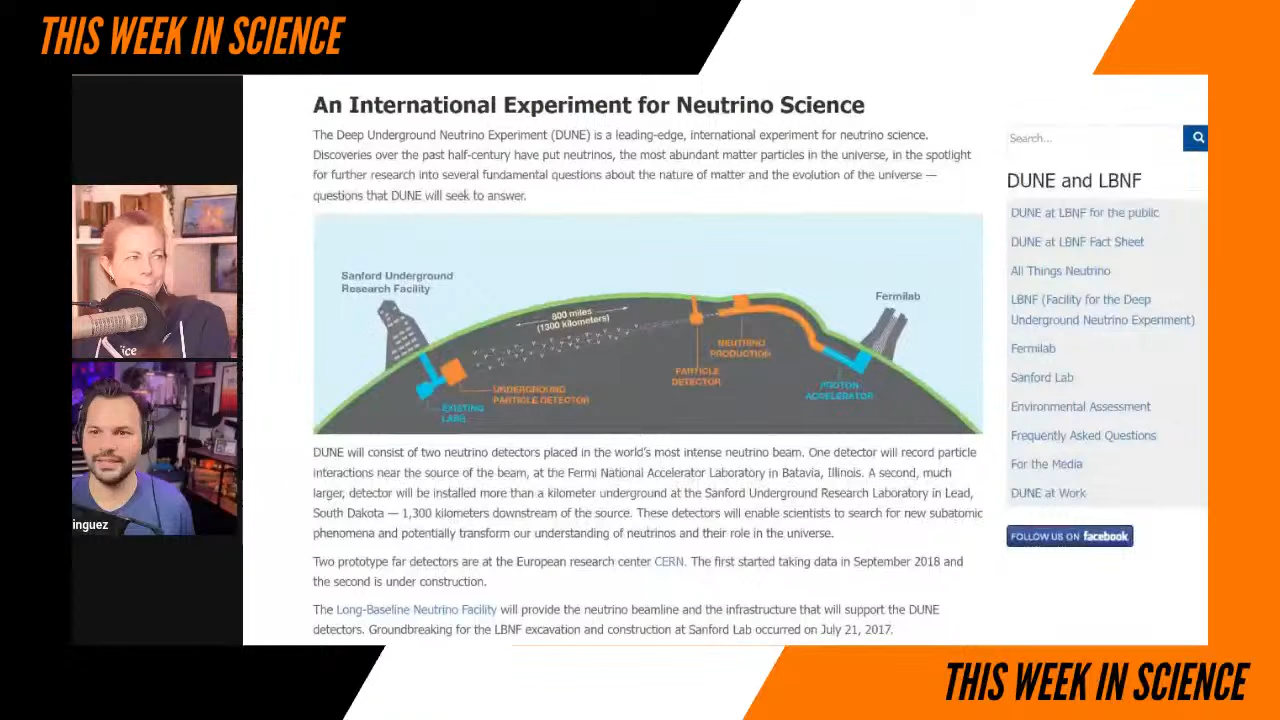 THIS WEEK IN SCIENCE
An International Experiment for Neutrino Science
The Deep Underground Neutrino Experiment (DUNE) is a leading-edge, international experiment for neutrino science.
Discoveries over the past half-century have put neutrinos, the most abundant matter particles in the universe, in the spotlight
for further research into several fundamental questions about the nature of matter and the evolution of the universe —
questions that DUNE will seek to answer.
Sanford Underground
Research Facility
800 miles
(1300 kilometers)
Fermilab
NEUTRINO
PRODUCTION
PARTICLE
DETECTOR
PROTON
ACCELERATOR
UNDERGROUND
PARTICLE DETECTOR
EXISTING
LABS
DUNE will consist of two neutrino detectors placed in the world's most intense neutrino beam. One detector will record particle
interactions near the source of the beam, at the Fermi National Accelerator Laboratory in Batavia, Illinois. A second, much
larger, detector will be installed more than a kilometer underground at the Sanford Underground Research Laboratory in Lead,
South Dakota — 1,300 kilometers downstream of the source. These detectors will enable scientists to search for new subatomic
phenomena and potentially transform our understanding of neutrinos and their role in the universe.
Two prototype far detectors are at the European research center CERN. The first started taking data in September 2018 and
the second is under construction.
The Long-Baseline Neutrino Facility will provide the neutrino beamline and the infrastructure that will support the DUNE
detectors. Groundbreaking for the LBNF excavation and construction at Sanford Lab occurred on July 21, 2017.
Search...
DUNE and LBNF
DUNE at LBNF for the public
DUNE at LBNF Fact Sheet
All Things Neutrino
LBNF (Facility for the Deep
Underground Neutrino Experiment)
Fermilab
Sanford Lab
Environmental Assessment
Frequently Asked Questions
For the Media
DUNE at Work
FOLLOW US ON facebook
ice
inguez
THIS WEEK IN SCIENCE